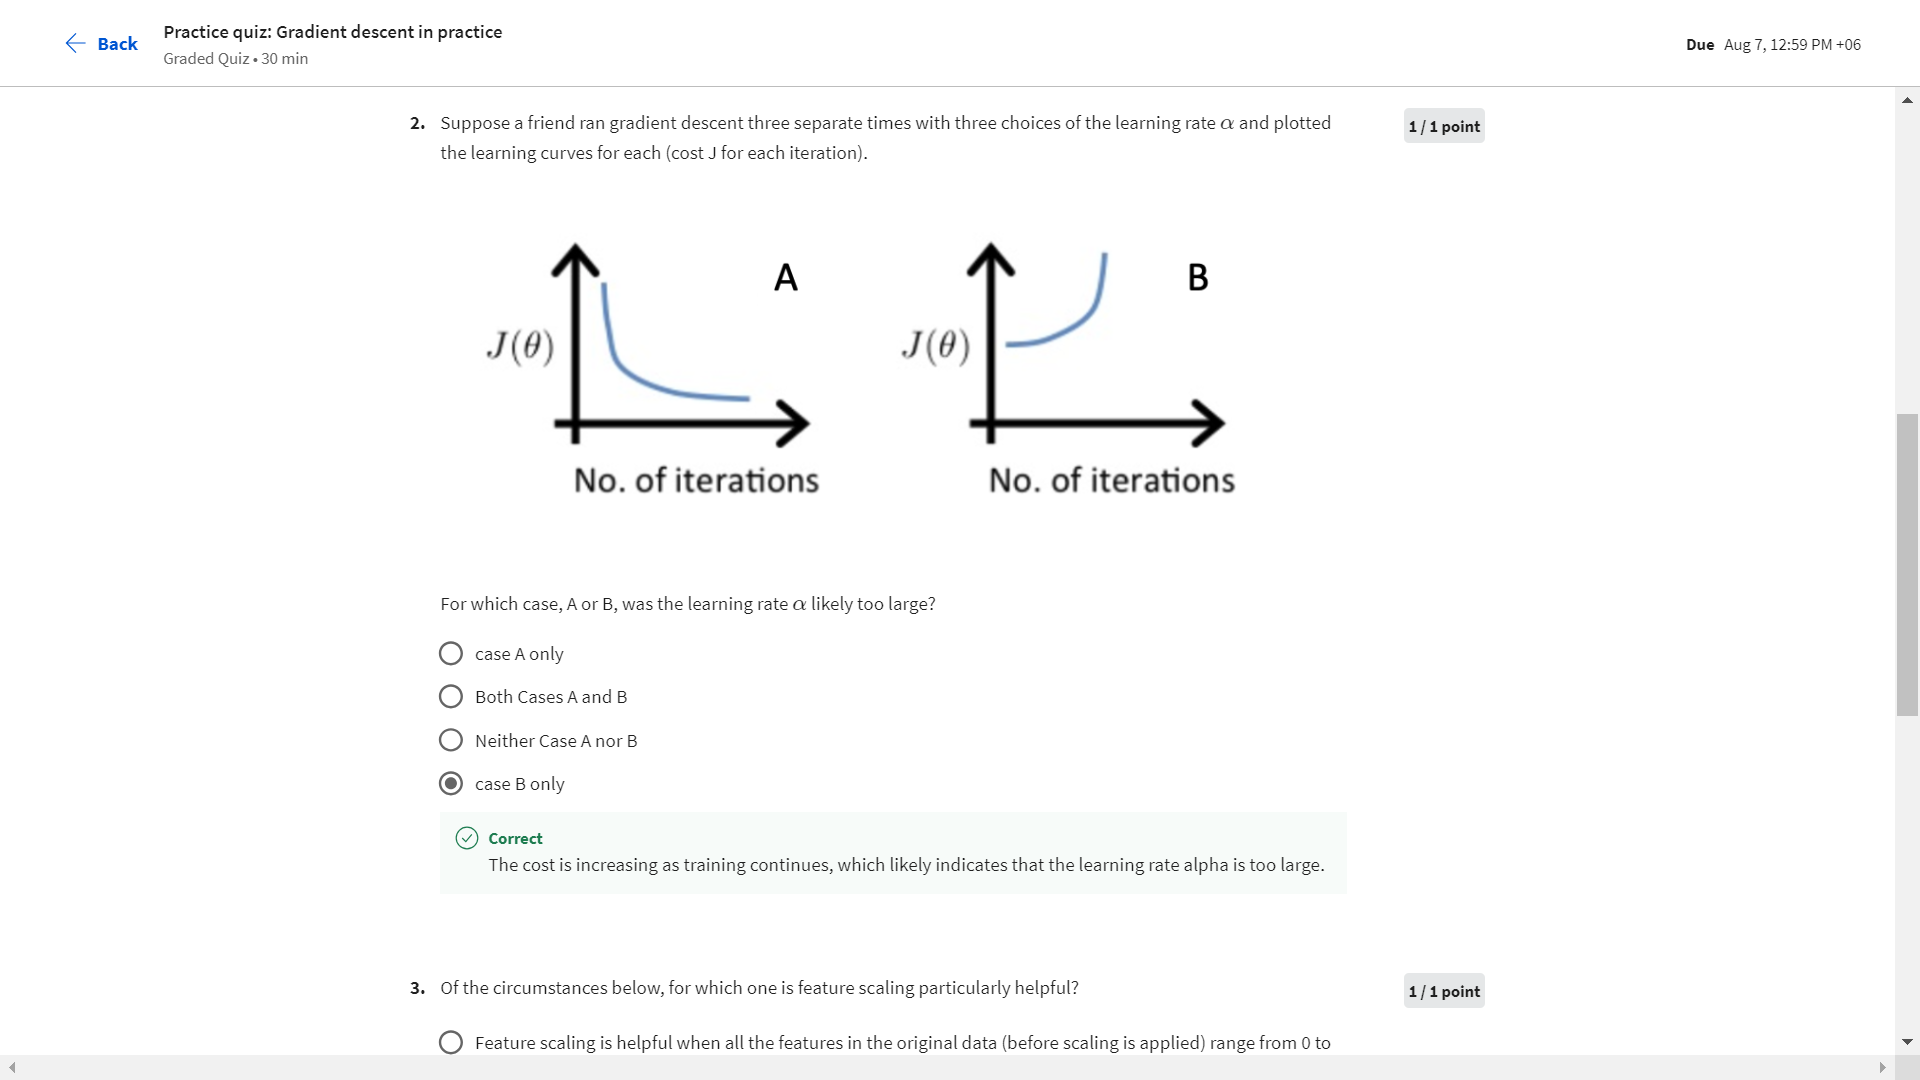 Back
Practice quiz: Gradient descent in practice
Graded Quiz • 30 min
Due Aug 7, 12:59 PM +06
2. Suppose a friend ran gradient descent three separate times with three choices of the learning rate α and plotted
the learning curves for each (cost J for each iteration).
1 / 1 point
A
J(θ)
No. of iterations
B
J(θ)
No. of iterations
For which case, A or B, was the learning rate α likely too large?
case A only
Both Cases A and B
Neither Case A nor B
case B only
Correct
The cost is increasing as training continues, which likely indicates that the learning rate alpha is too large.
3. Of the circumstances below, for which one is feature scaling particularly helpful?
1 / 1 point
Feature scaling is helpful when all the features in the original data (before scaling is applied) range from 0 to